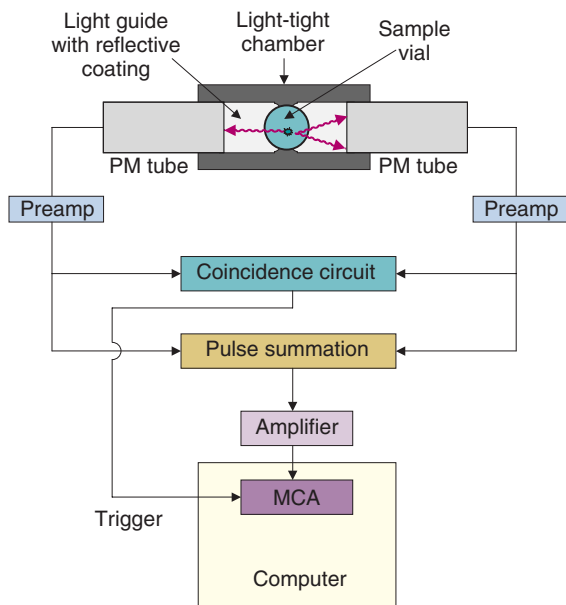 Light guide
with reflective
coating
Light-tight
chamber
Sample
vial
PM tube
PM tube
Preamp
Preamp
Coincidence circuit
Pulse summation
Amplifier
MCA
Trigger
Computer